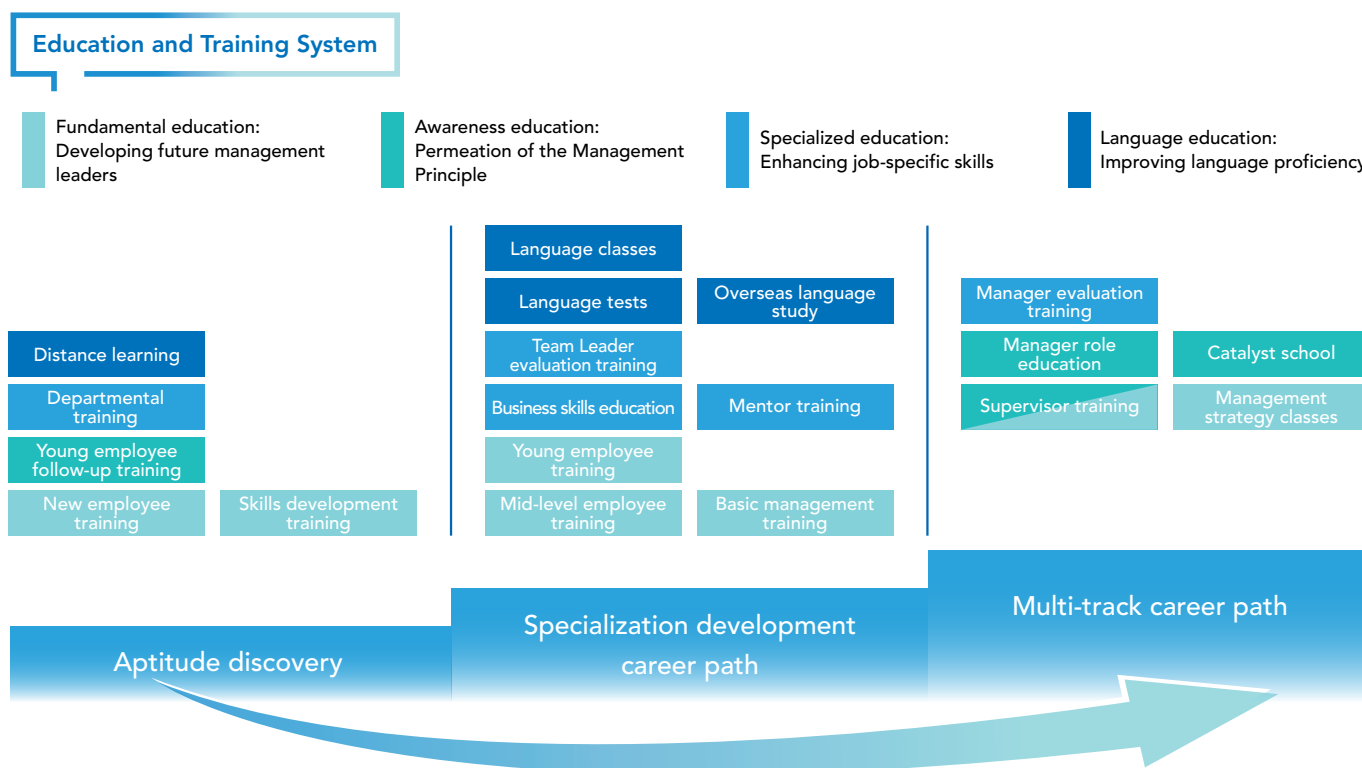 Education and Training System
Fundamental education:
Developing future management
leaders
Awareness education:
Permeation of the Management
Principle
Specialized education:
Enhancing job-specific skills
Language education:
Improving language proficiency
Distance learning
Departmental
training
Young employee
follow-up training
New employee
training
Skills development
training
Language classes
Language tests
Overseas language
study
Team Leader
evaluation training
Business skills education
Mentor training
Young employee
training
Mid-level employee
training
Basic management
training
Manager evaluation
training
Manager role
education
Catalyst school
Supervisor training
Management
strategy classes
Aptitude discovery
Specialization development
career path
Multi-track career path